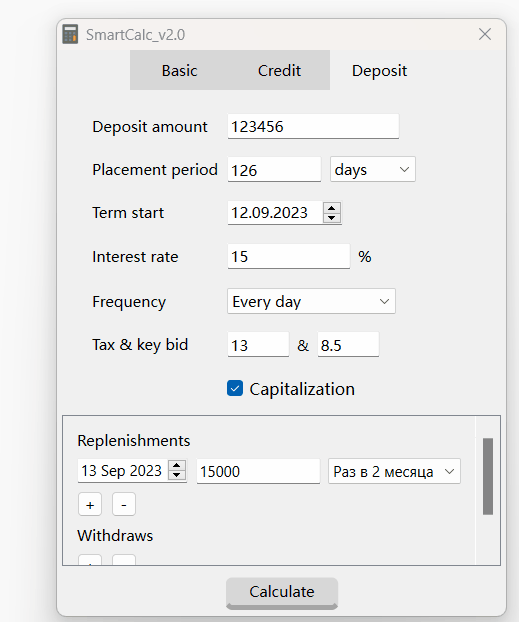 SmartCalc_v2.0
Basic Credit Deposit
Deposit amount 123456
Placement period 126 days
Term start 12.09.2023
Interest rate 15 %
Frequency Every day
Tax & key bid 13 & 8.5
Capitalization
Replenishments
13 Sep 2023 15000 Раз в 2 месяца
+ -
Withdraws
Calculate